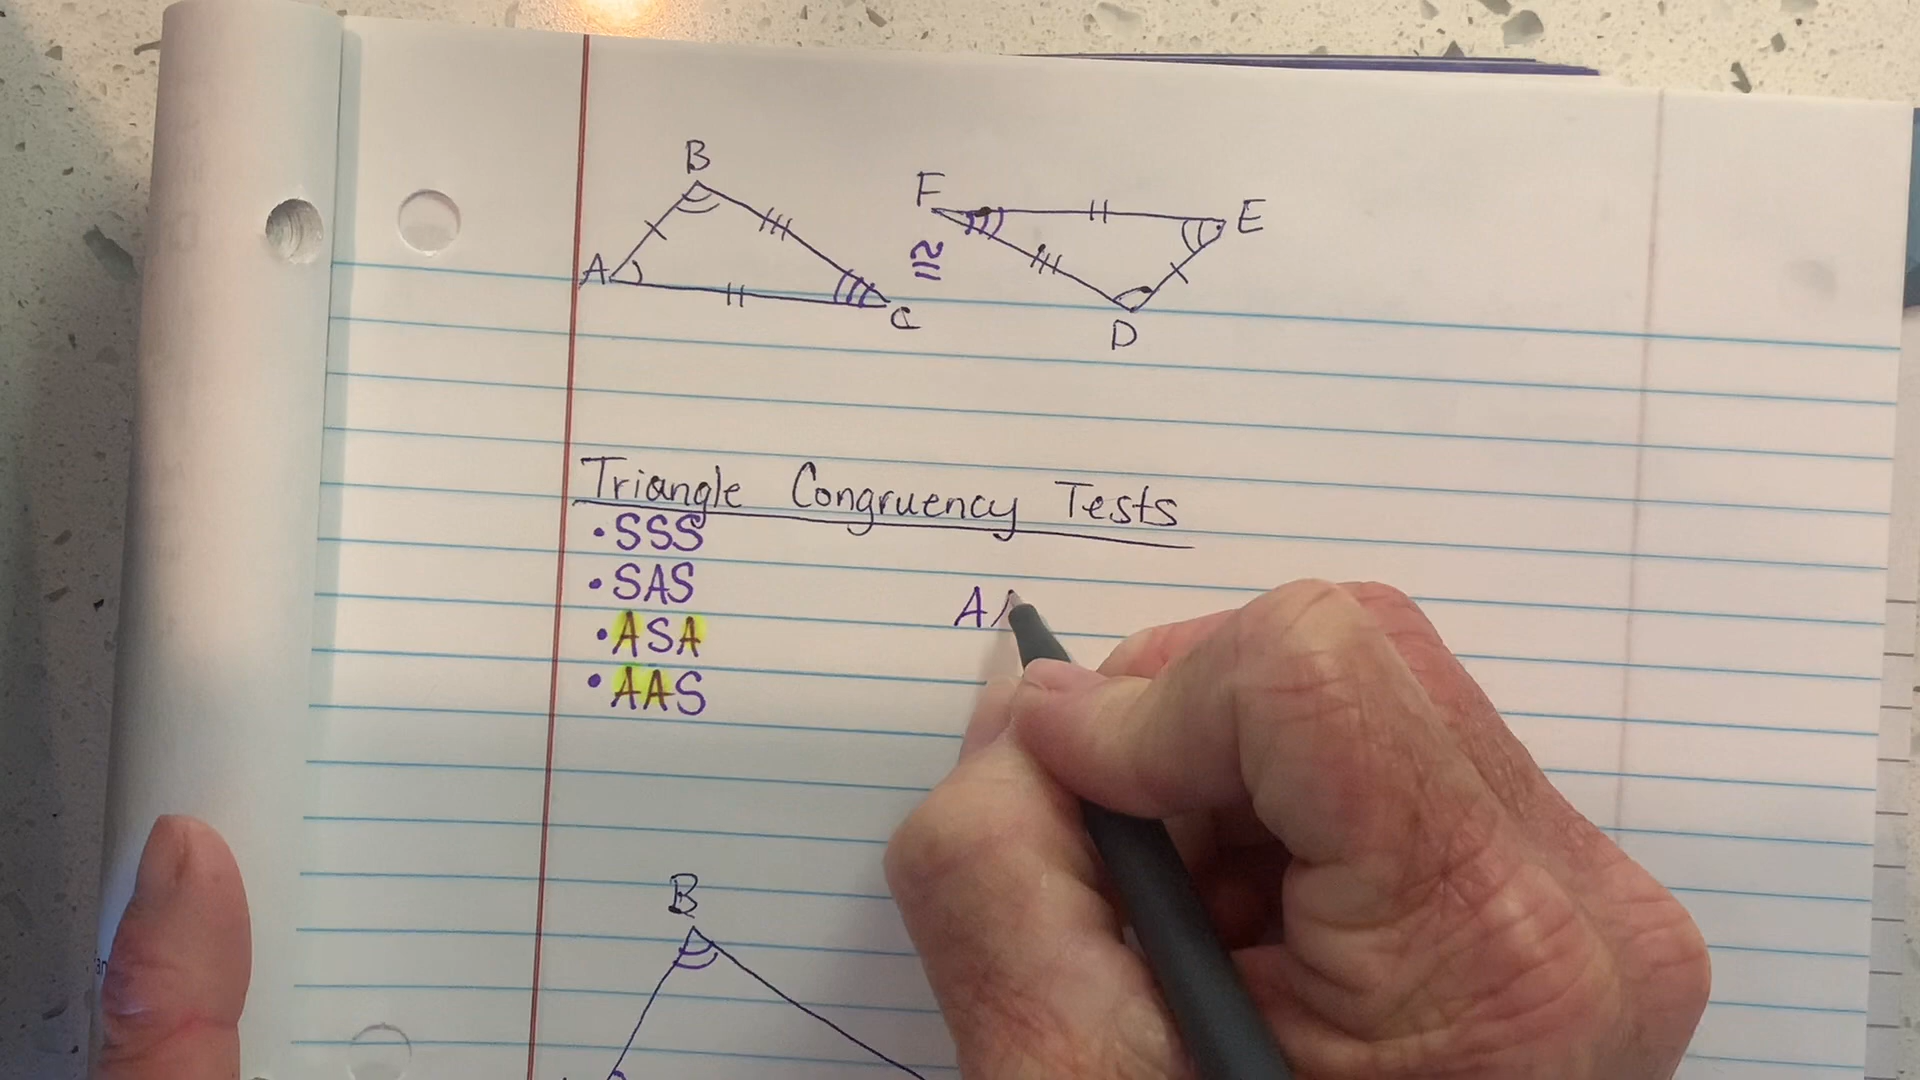 B
F
E
A
≅
C
D
Triangle Congruency Tests
•SSS
•SAS
•ASA
•AAS
A
B